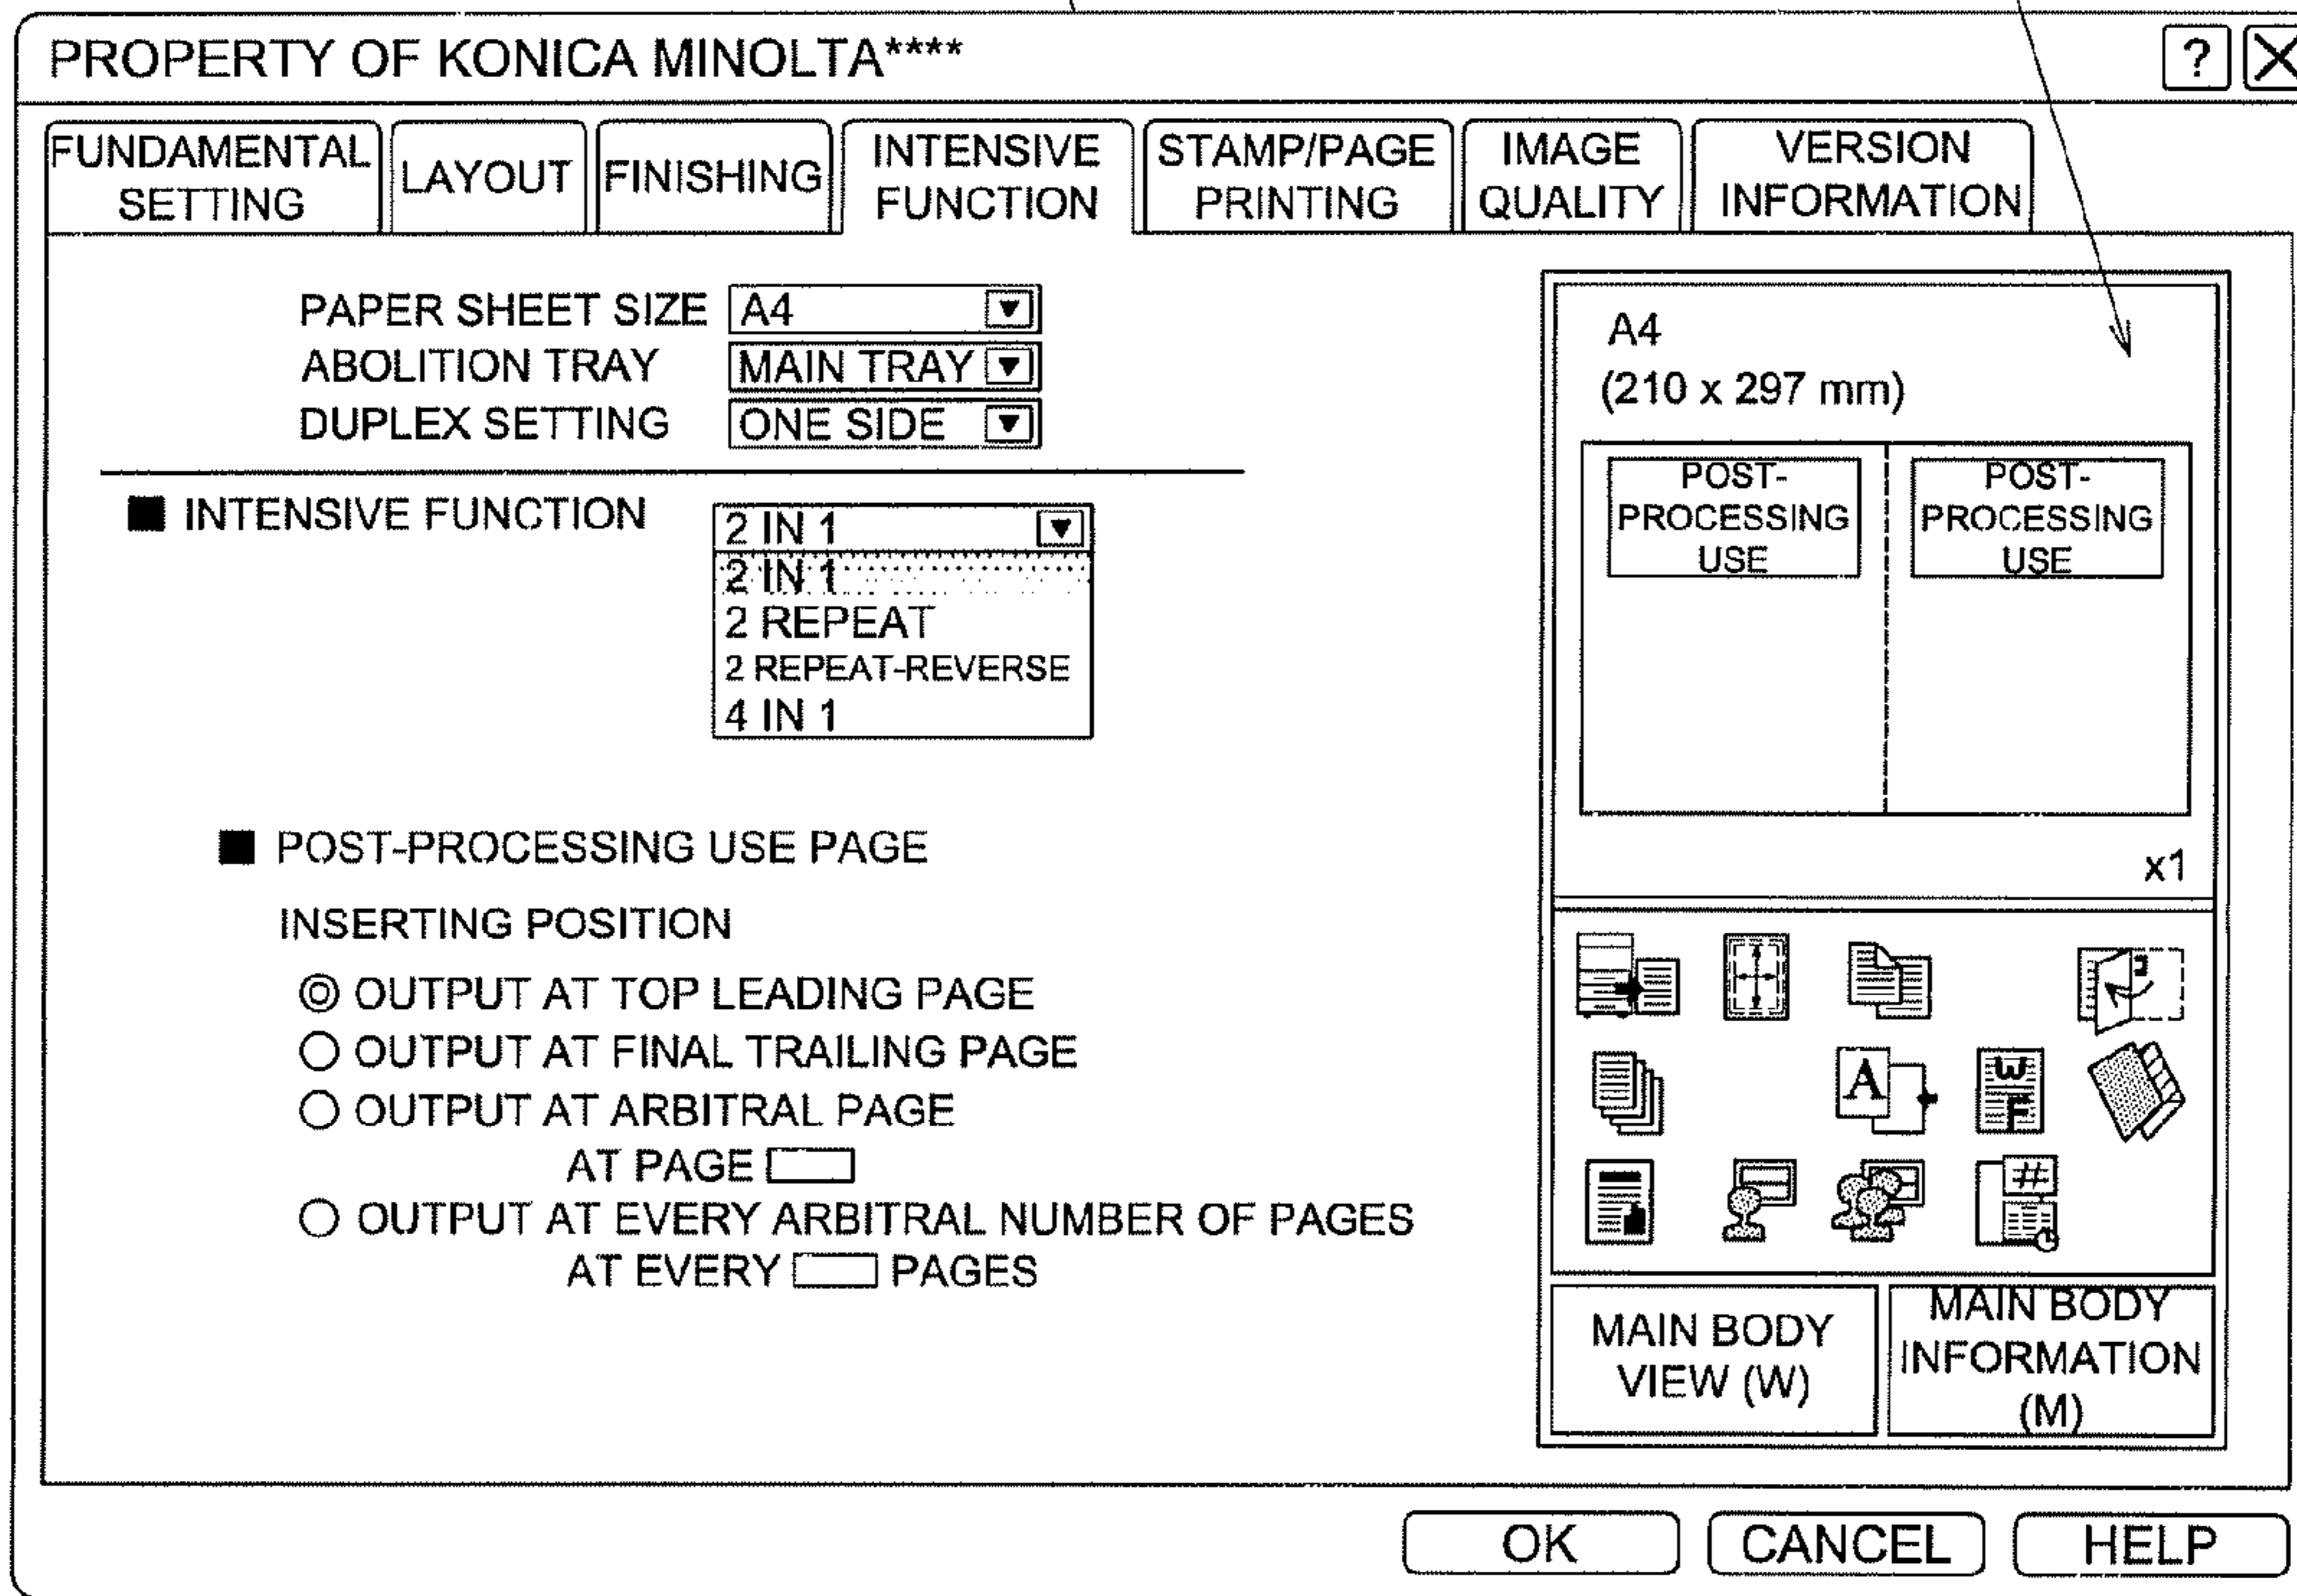 PROPERTY OF KONICA MINOLTA****
?
FUNDAMENTAL
SETTING
LAYOUT
FINISHING
INTENSIVE
FUNCTION
STAMP/PAGE
PRINTING
IMAGE
QUALITY
VERSION
INFORMATION
PAPER SHEET SIZE A4
ABOLITION TRAY MAIN TRAY
DUPLEX SETTING ONE SIDE
INTENSIVE FUNCTION
2 IN 1
2 IN 1
2 REPEAT
2 REPEAT-REVERSE
4 IN 1
POST-PROCESSING USE PAGE
INSERTING POSITION
OUTPUT AT TOP LEADING PAGE
OUTPUT AT FINAL TRAILING PAGE
OUTPUT AT ARBITRAL PAGE
AT PAGE
OUTPUT AT EVERY ARBITRAL NUMBER OF PAGES
AT EVERY PAGES
A4
(210 x 297 mm)
POST-
PROCESSING
USE
POST-
PROCESSING
USE
x1
A
W
F
#
MAIN BODY
VIEW (W)
MAIN BODY
INFORMATION
(M)
OK
CANCEL
HELP